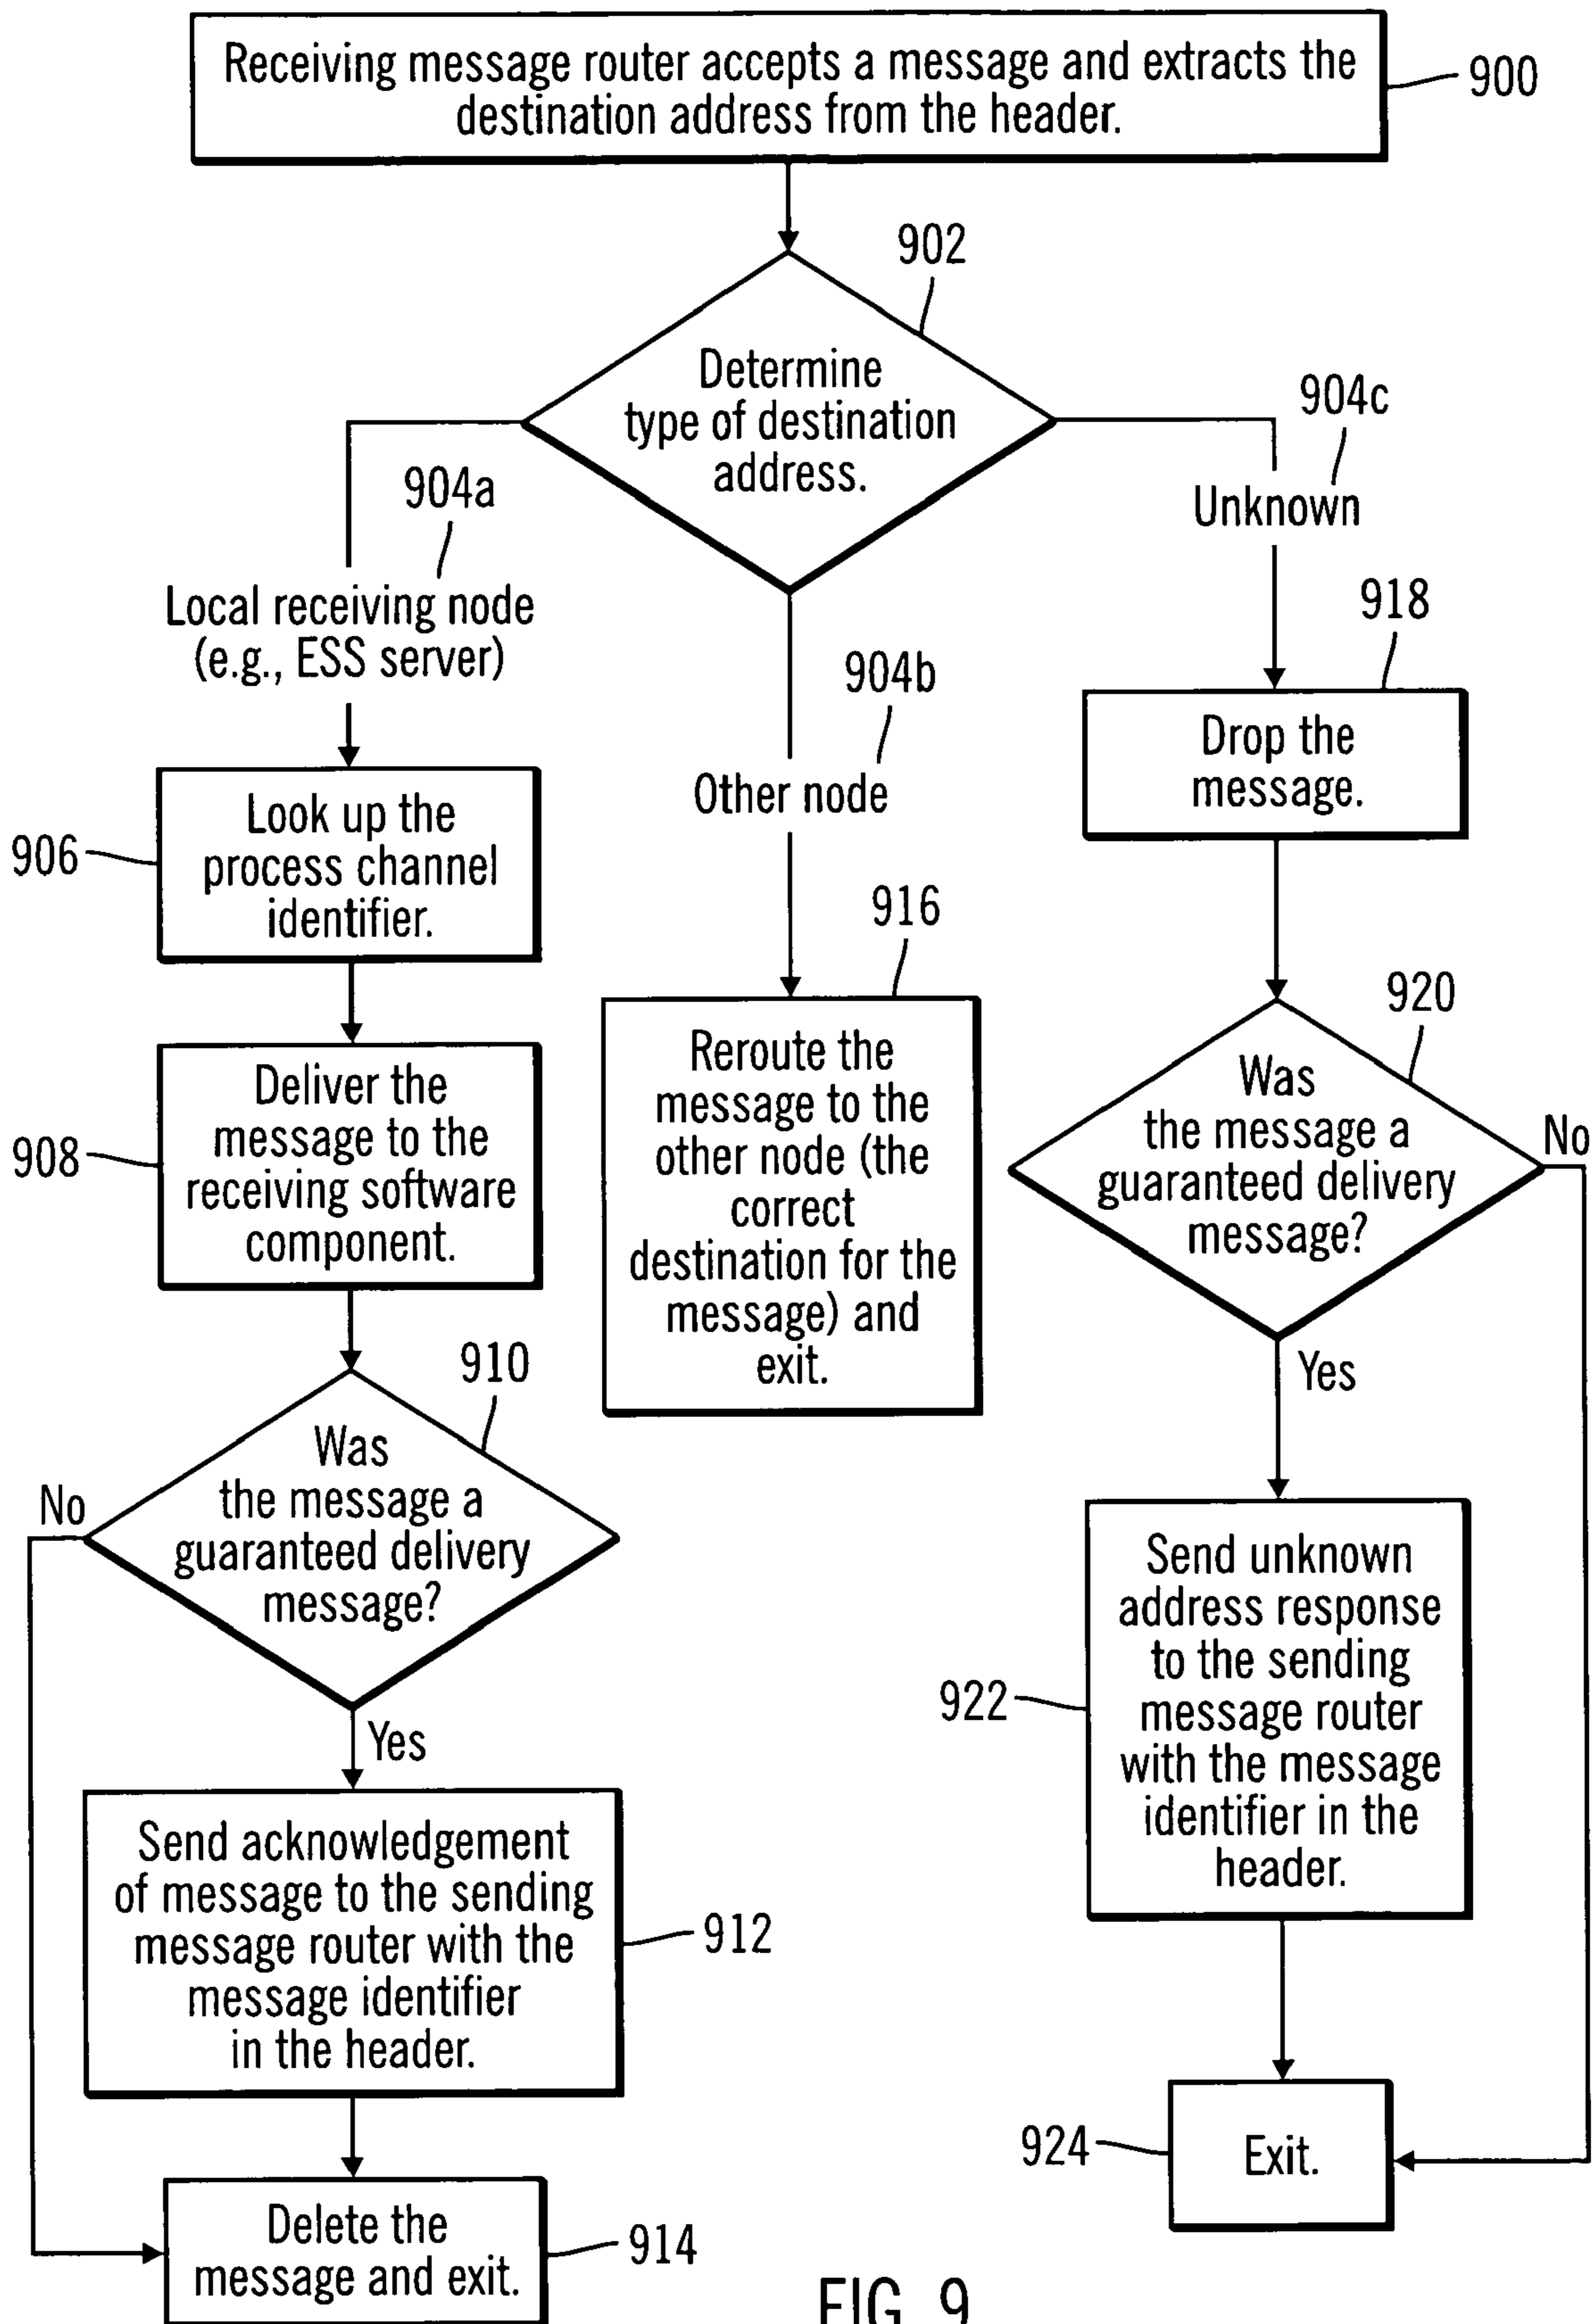 Receiving message router accepts a message and extracts the
destination address from the header.
900
902
Determine
type of destination
address.
904a
Local receiving node
(e.g., ESS server)
904b
Other node
904c
Unknown
906
Look up the
process channel
identifier.
908
Deliver the
message to the
receiving software
component.
910
Was
the message a
guaranteed delivery
message?
No
Yes
Send acknowledgement
of message to the sending
message router with the
message identifier
in the header.
912
Delete the
message and exit.
914
916
Reroute the
message to the
other node (the
correct
destination for the
message) and
exit.
918
Drop the
message.
920
Was
the message a
guaranteed delivery
message?
No
Yes
922
Send unknown
address response
to the sending
message router
with the message
identifier in the
header.
924
Exit.
FIG. 9